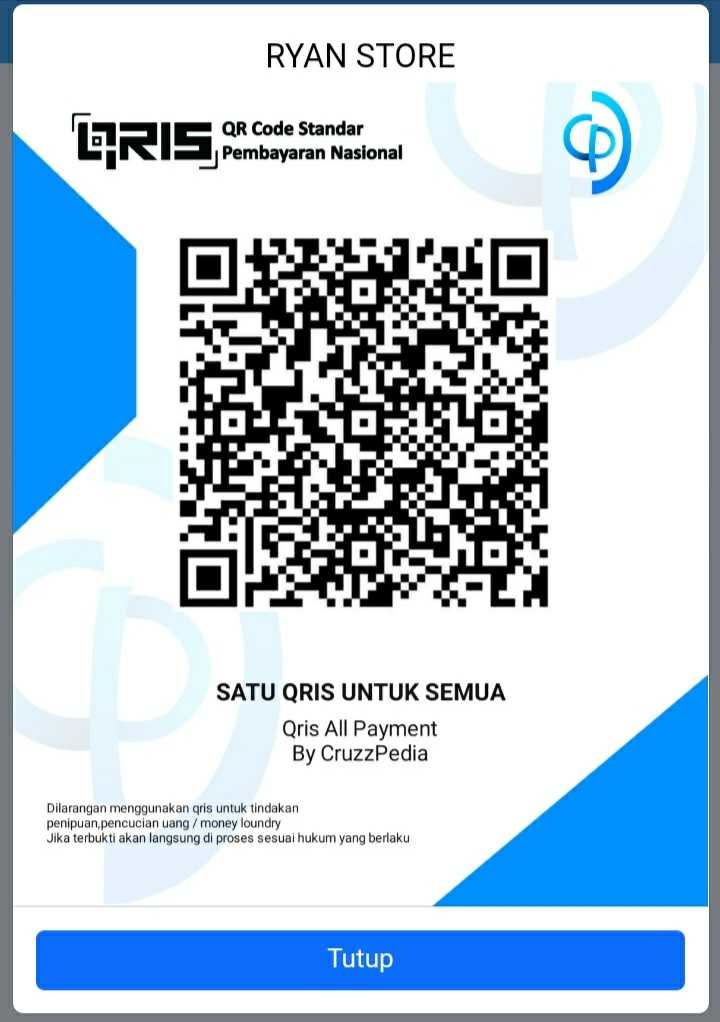 RYAN STORE
QRIS
QR Code Standar
Pembayaran Nasional
SATU QRIS UNTUK SEMUA
Qris All Payment
By CruzzPedia
Dilarangan menggunakan qris untuk tindakan
penipuan,pencucian uang / money loundry
Jika terbukti akan langsung di proses sesuai hukum yang berlaku
Tutup